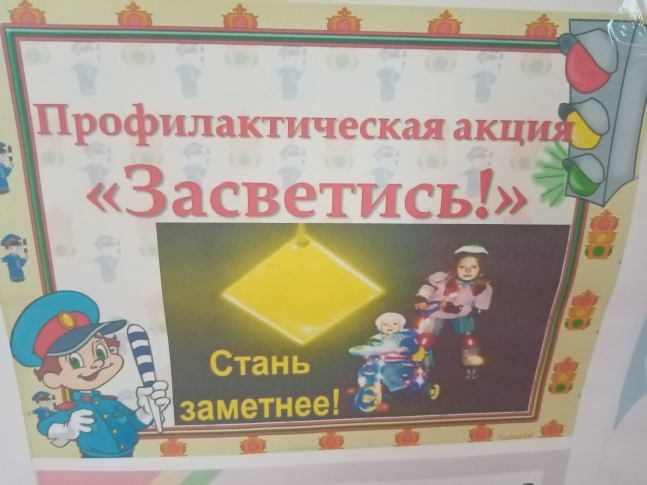 Профилактическая акция
«Засветись!»
Стань
заметнее!